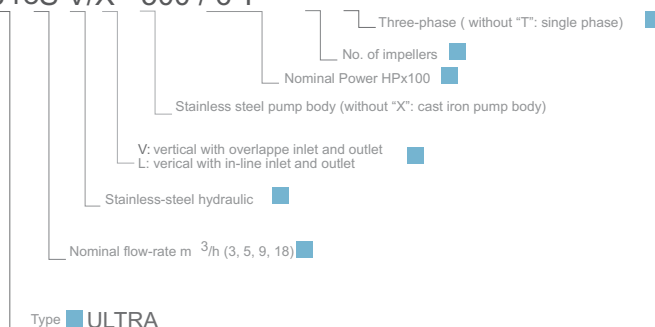 Three-phase ( without “T”: single phase)
No. of impellers
Nominal Power HPx100
Stainless steel pump body (without “X”: cast iron pump body)
V: vertical with overlappe inlet and outlet
L: verical with in-line inlet and outlet
Stainless-steel hydraulic
Nominal flow-rate m 3/h (3, 5, 9, 18)
Type ULTRA